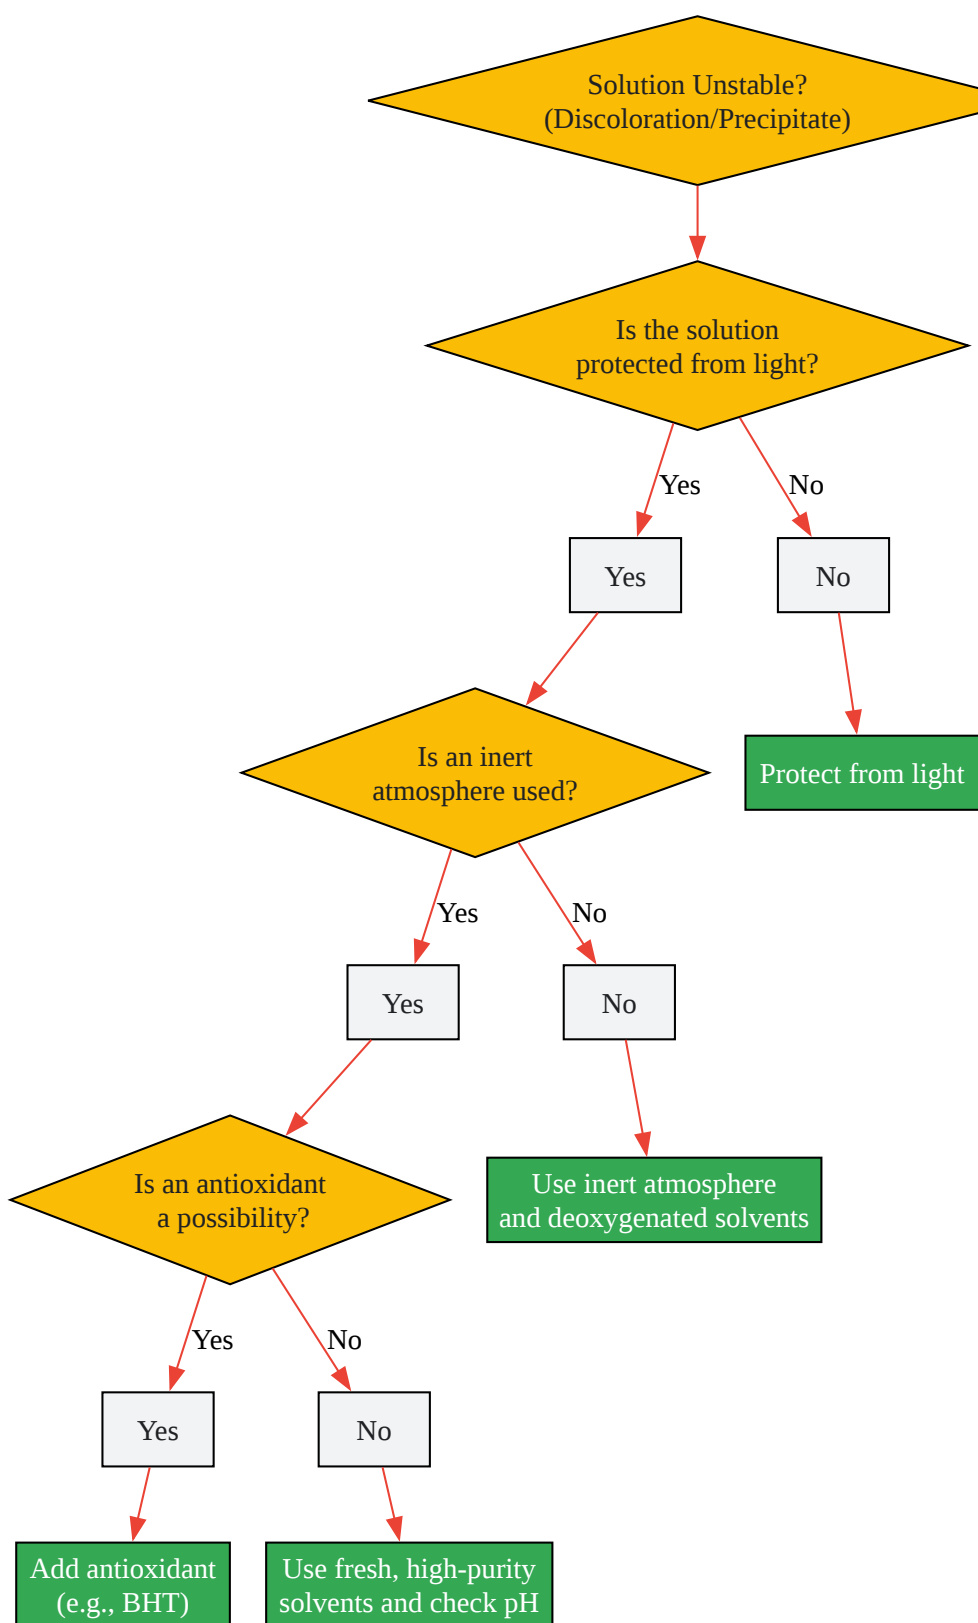 Solution Unstable?
(Discoloration/Precipitate)
Is the solution
protected from light?
Yes
No
Yes
No
Is an inert
atmosphere used?
Protect from light
Yes
No
Yes
No
Is an antioxidant
a possibility?
Use inert atmosphere
and deoxygenated solvents
Yes
No
Yes
No
Add antioxidant
(e.g., BHT)
Use fresh, high-purity
solvents and check pH